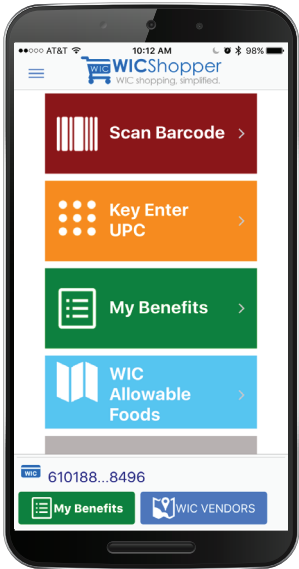 AT&T 10:12 AM 98%
WIC WICShopper
WIC shopping, simplified.
Scan Barcode
Key Enter
UPC
My Benefits
WIC
Allowable
Foods
WIC 610188...8496
My Benefits WIC VENDORS